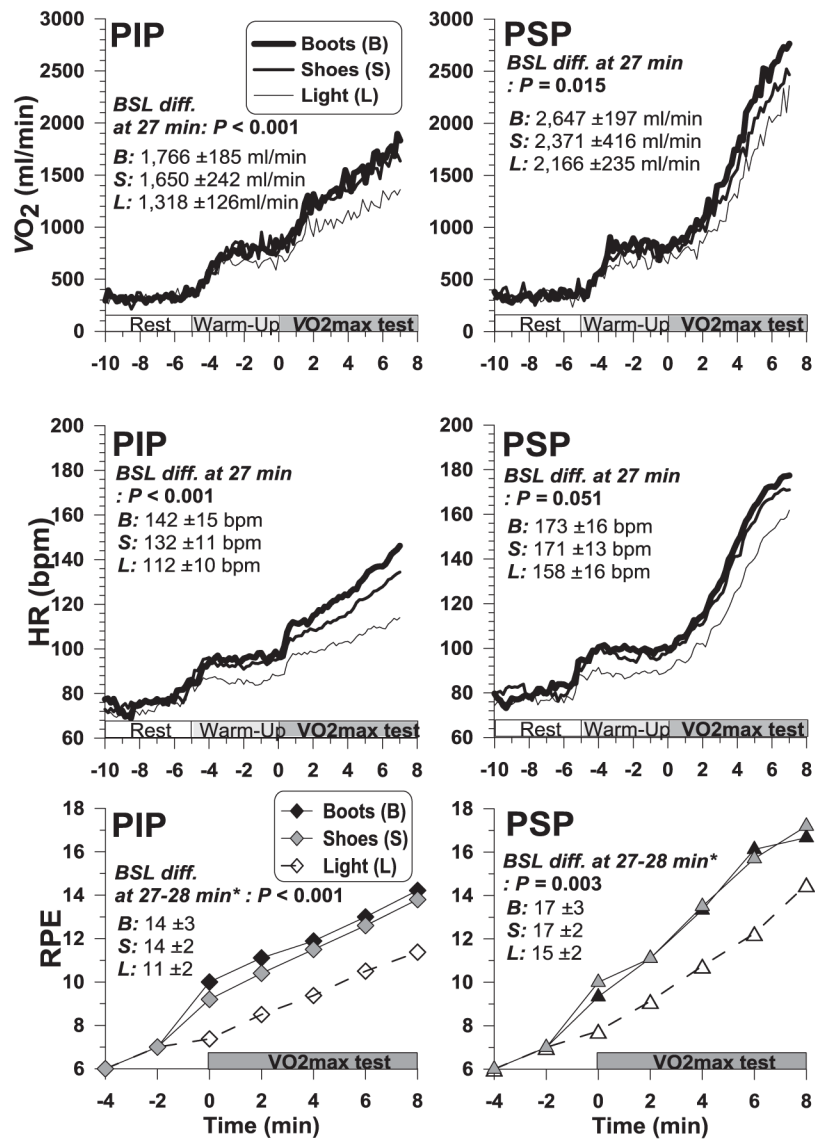 3000
2500
2000
1500
1000
500
0
VO2 (ml/min)
PIP
Boots (B)
Shoes (S)
Light (L)
BSL diff.
at 27 min: P < 0.001
B: 1,766 ±185 ml/min
S: 1,650 ±242 ml/min
L: 1,318 ±126ml/min
Rest Warm-Up VO2max test
-10 -8 -6 -4 -2 0 2 4 6 8
3000
2500
2000
1500
1000
500
0
PSP
BSL diff. at 27 min
: P = 0.015
B: 2,647 ±197 ml/min
S: 2,371 ±416 ml/min
L: 2,166 ±235 ml/min
Rest Warm-Up VO2max test
-10 -8 -6 -4 -2 0 2 4 6 8
200
180
160
140
120
100
80
60
HR (bpm)
PIP
BSL diff. at 27 min
: P < 0.001
B: 142 ±15 bpm
S: 132 ±11 bpm
L: 112 ±10 bpm
Rest Warm-Up VO2max test
-10 -8 -6 -4 -2 0 2 4 6 8
200
180
160
140
120
100
80
60
PSP
BSL diff. at 27 min
: P = 0.051
B: 173 ±16 bpm
S: 171 ±13 bpm
L: 158 ±16 bpm
Rest Warm-Up VO2max test
-10 -8 -6 -4 -2 0 2 4 6 8
18
16
14
12
10
8
6
RPE
PIP
Boots (B)
Shoes (S)
Light (L)
BSL diff.
at 27-28 min* : P < 0.001
B: 14 ±3
S: 14 ±2
L: 11 ±2
VO2max test
-4 -2 0 2 4 6 8
Time (min)
18
16
14
12
10
8
6
PSP
BSL diff. at 27-28 min*
: P = 0.003
B: 17 ±3
S: 17 ±2
L: 15 ±2
VO2max test
-4 -2 0 2 4 6 8
Time (min)